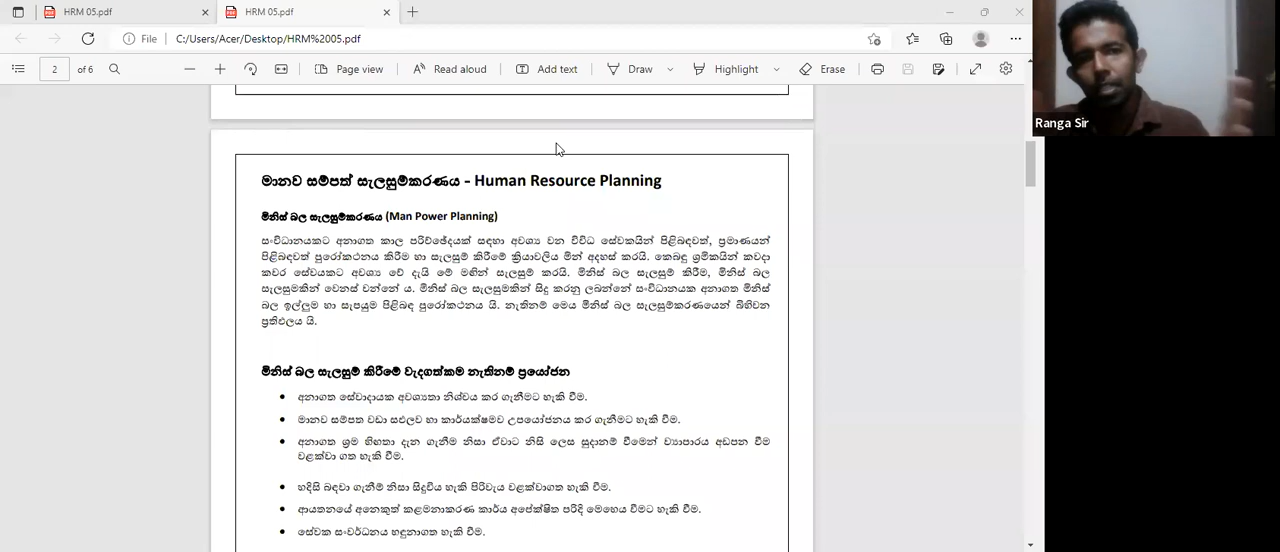 HRM 05.pdf
HRM 05.pdf
File
C:/Users/Acer/Desktop/HRM%2005.pdf
2 of 6
Page view
Read aloud
Add text
Draw
Highlight
Erase
Ranga Sir
මානව සම්පත් සැලසුම්කරණය - Human Resource Planning
මිනිස් බල සැලසුම්කරණය (Man Power Planning)
සංවිධානයකට අනාගත කාල පරිච්ඡේදයක් සඳහා අවශ්‍ය වන විවිධ සේවකයින් පිළිබඳවත්, ප්‍රමාණයන්
පිළිබඳවත් පුරෝකථනය කිරීම හා සැලසුම් කිරීමේ ක්‍රියාවලිය මින් අදහස් කරයි. කෙබඳු ශ්‍රමිකයින් කවදා
කවර සේවයකට අවශ්‍ය වේ දැයි මේ මඟින් සැලසුම් කරයි. මිනිස් බල සැලසුම් කිරීම, මිනිස් බල
සැලසුමකින් වෙනස් වන්නේ ය. මිනිස් බල සැලසුමකින් සිදු කරනු ලබන්නේ සංවිධානයක අනාගත මිනිස්
බල ඉල්ලුම හා සැපයුම පිළිබඳ පුරෝකථනය යි. නැතිනම් මෙය මිනිස් බල සැලසුම්කරණයෙන් බිහිවන
ප්‍රතිඵලය යි.
මිනිස් බල සැලසුම් කිරීමේ වැදගත්කම නැතිනම් ප්‍රයෝජන
• අනාගත සේවාදායක අවශ්‍යතා නිශ්චය කර ගැනීමට හැකි වීම.
• මානව සම්පත වඩා සඵලව හා කාර්යක්ෂමව උපයෝජනය කර ගැනීමට හැකි වීම.
• අනාගත ශ්‍රම හිඟතා දැන ගැනීම නිසා ඒවාට නිසි ලෙස සුදානම් වීමෙන් ව්‍යාපාරය අඩපන වීම
වළක්වා ගත හැකි වීම.
• හදිසි බඳවා ගැනීම් නිසා සිදුවිය හැකි පිරිවැය වළක්වාගත හැකි වීම.
• ආයතනයේ අනෙකුත් කළමනාකරණ කාර්ය අපේක්ෂිත පරිදි මෙහෙය වීමට හැකි වීම.
• සේවක සංවර්ධනය හඳුනාගත හැකි වීම.